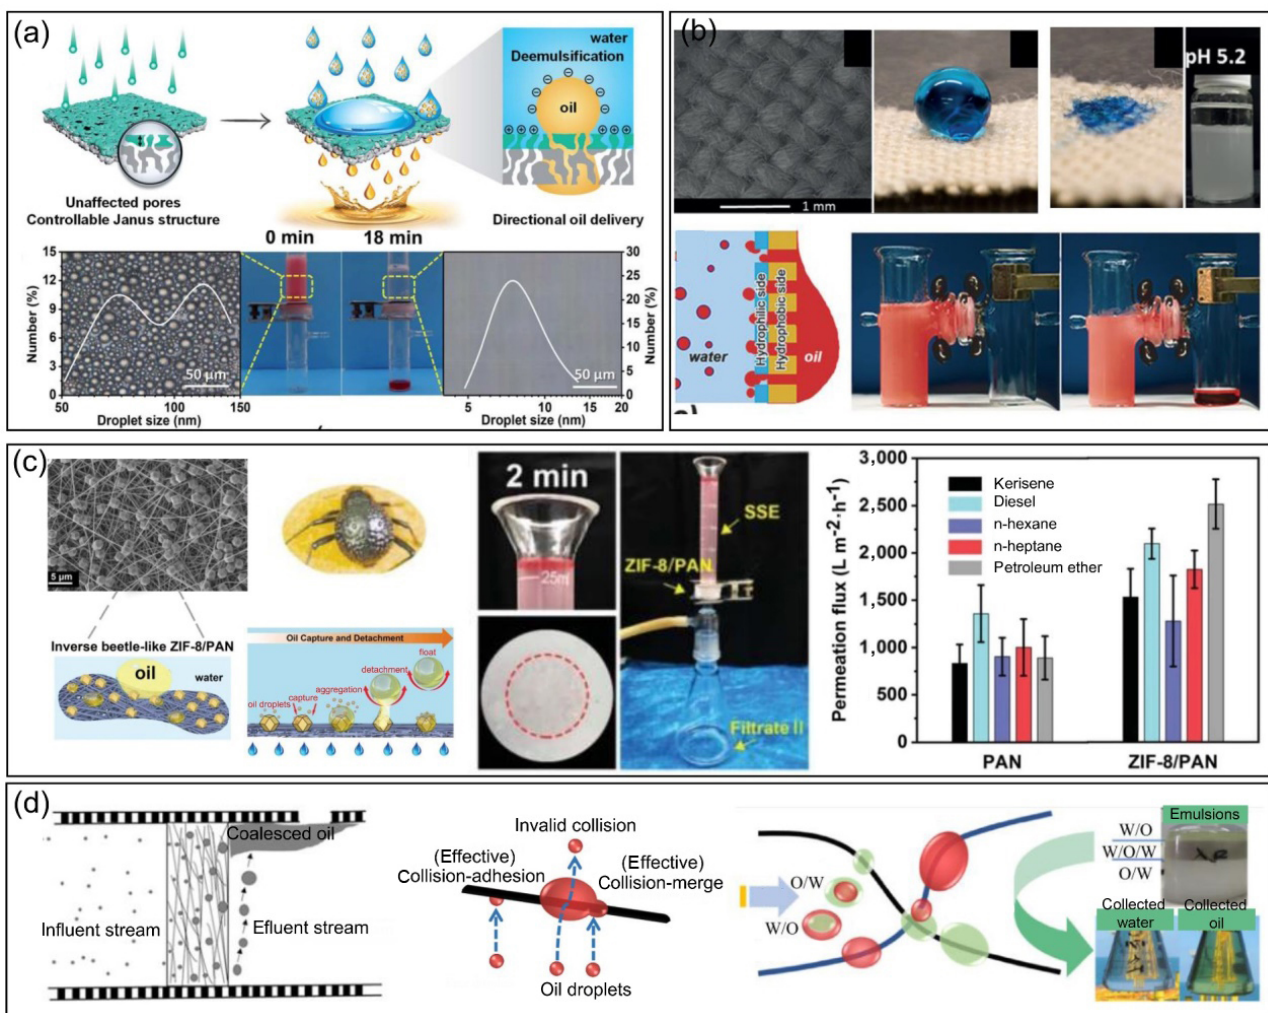 (a)
water
Deemulsification
oil
Unaffected pores
Controllable Janus structure
Directional oil delivery
0 min
18 min
15
12
9
6
3
0
Number (%)
50 μm
50
100
150
Droplet size (nm)
50 μm
30
25
20
15
10
5
0
Number (%)
5
10
15
20
Droplet size (nm)
(b)
1 mm
pH 5.2
water
Hydrophilic side
Hydrophobic side
oil
(c)
5 μm
Inverse beetle-like ZIF-8/PAN
oil
water
Oil Capture and Detachment
oil droplets
capture
aggregation
detachment
float
2 min
25m
SSE
ZIF-8/PAN
Filtrate II
3,000
2,500
2,000
1,500
1,000
500
0
Permeation flux (L m-2·h-1)
Kerisene
Diesel
n-hexane
n-heptane
Petroleum ether
PAN
ZIF-8/PAN
(d)
Coalesced oil
Influent stream
Efluent stream
Invalid collision
(Effective)
Collision-adhesion
(Effective)
Collision-merge
Oil droplets
O/W
W/O
Emulsions
W/O
W/O/W
O/W
Collected
water
Collected
oil